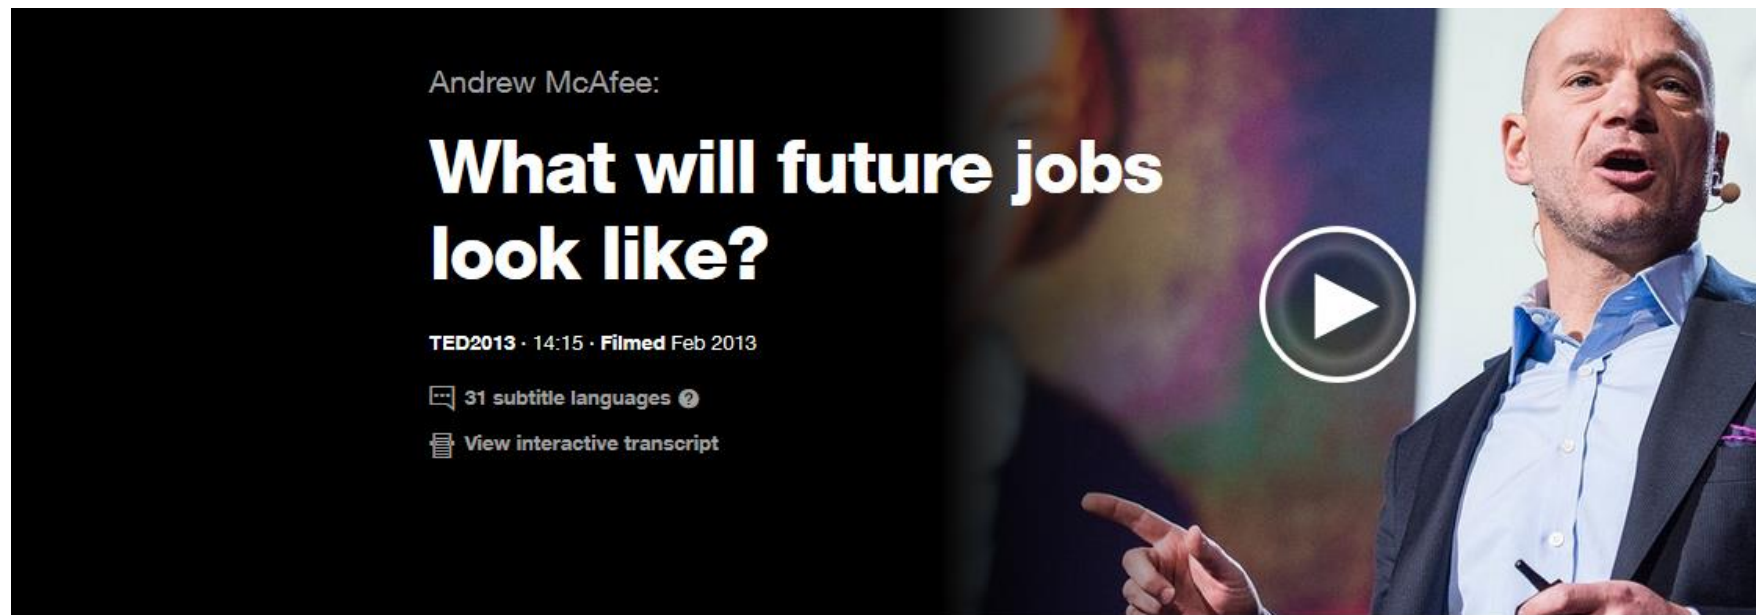 Andrew McAfee:
What will future jobs
look like?
TED2013 · 14:15 · Filmed Feb 2013
31 subtitle languages ?
View interactive transcript